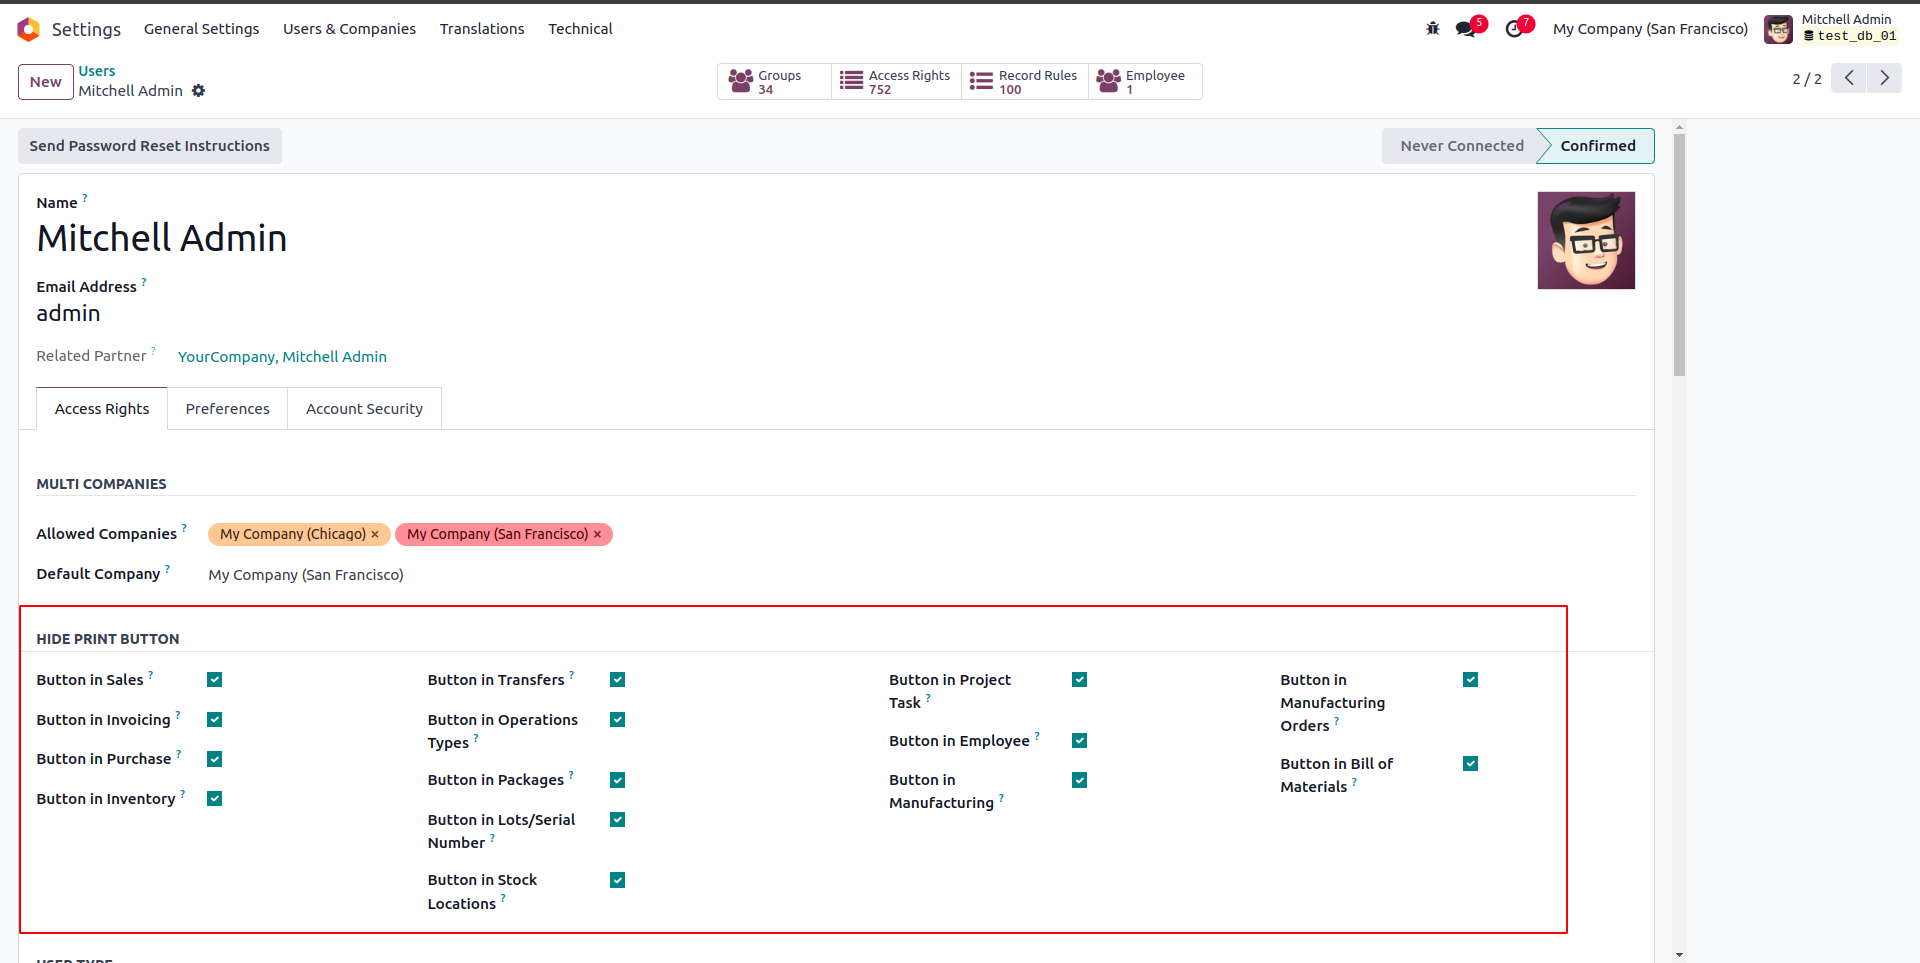 Settings General Settings Users & Companies Translations Technical 5 7 My Company (San Francisco) Mitchell Admin
test_db_01
New Users
Mitchell Admin
Groups
34
Access Rights
752
Record Rules
100
Employee
1
2 / 2
Send Password Reset Instructions Never Connected Confirmed
Name ?
Mitchell Admin
Email Address ?
admin
Related Partner ? YourCompany, Mitchell Admin
Access Rights Preferences Account Security
MULTI COMPANIES
Allowed Companies ? My Company (Chicago) × My Company (San Francisco) ×
Default Company ? My Company (San Francisco)
HIDE PRINT BUTTON
Button in Sales ?
Button in Invoicing ?
Button in Purchase ?
Button in Inventory ?
Button in Transfers ?
Button in Operations
Types ?
Button in Packages ?
Button in Lots/Serial
Number ?
Button in Stock
Locations ?
Button in Project
Task ?
Button in Employee ?
Button in
Manufacturing ?
Button in
Manufacturing
Orders ?
Button in Bill of
Materials ?
USER TYPE